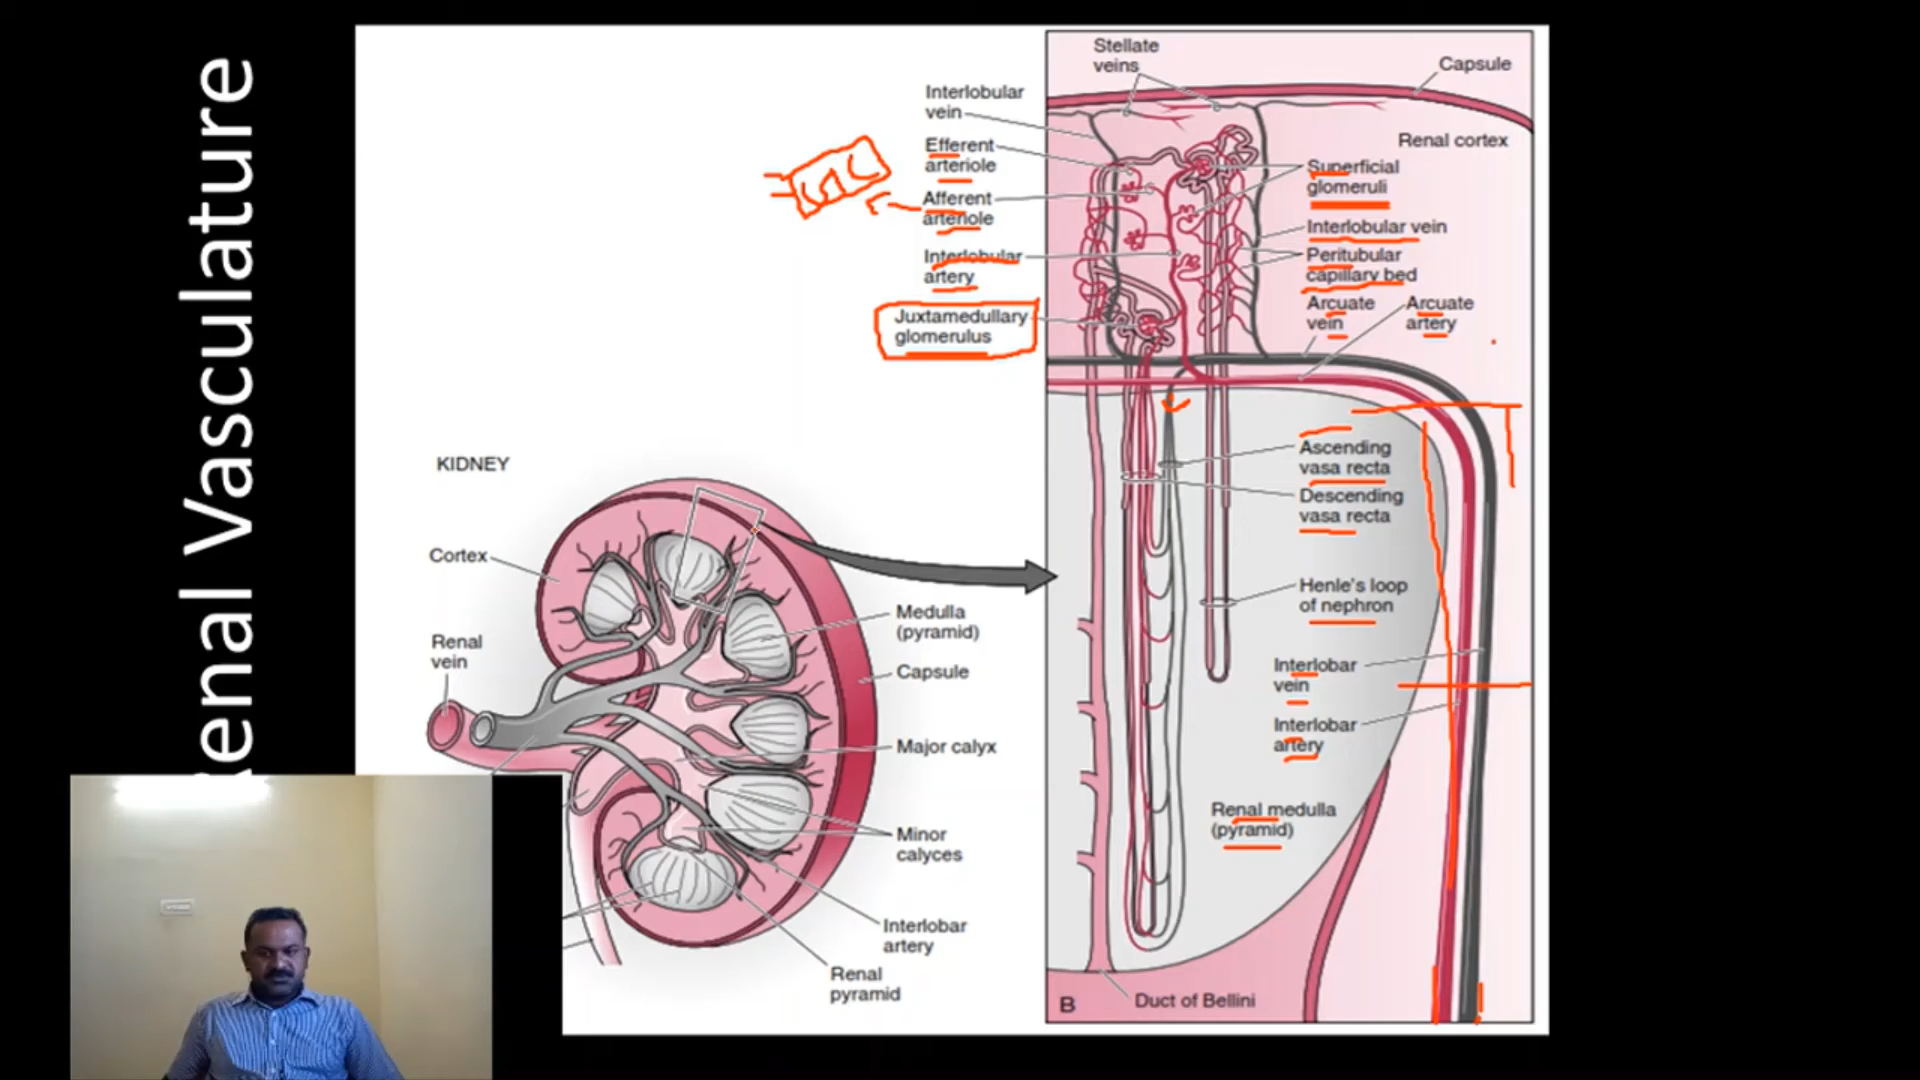 Renal Vasculature
KIDNEY
Cortex
Renal
vein
Medulla
(pyramid)
Capsule
Major calyx
Minor
calyces
Interlobar
artery
Renal
pyramid
Stellate
veins
Interlobular
vein
Efferent
arteriole
Afferent
arteriole
Interlobular
artery
Juxtamedullary
glomerulus
Capsule
Renal cortex
Superficial
glomeruli
Interlobular vein
Peritubular
capillary bed
Arcuate
vein
Arcuate
artery
Ascending
vasa recta
Descending
vasa recta
Henle's loop
of nephron
Interlobar
vein
Interlobar
artery
Renal medulla
(pyramid)
B
Duct of Bellini